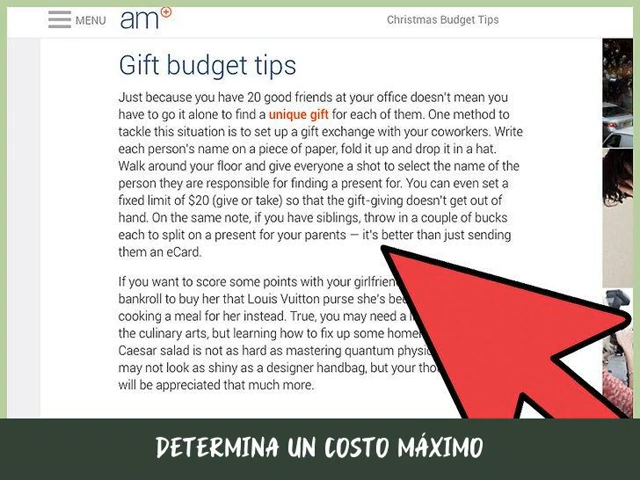 MENU
am
Christmas Budget Tips
Gift budget tips
Just because you have 20 good friends at your office doesn't mean you
have to go it alone to find a unique gift for each of them. One method to
tackle this situation is to set up a gift exchange with your coworkers. Write
each person's name on a piece of paper, fold it up and drop it in a hat.
Walk around your floor and give everyone a shot to select the name of the
person they are responsible for finding a present for. You can even set a
fixed limit of $20 (give or take) so that the gift-giving doesn't get out of
hand. On the same note, if you have siblings, throw in a couple of bucks
each to split on a present for your parents — it's better than just sending
them an eCard.
If you want to score some points with your girlfrien
bankroll to buy her that Louis Vuitton purse she's be
cooking a meal for her instead. True, you may need a
the culinary arts, but learning how to fix up some home
Caesar salad is not as hard as mastering quantum physi
may not look as shiny as a designer handbag, but your tho
will be appreciated that much more.
DETERMINA UN COSTO MÁXIMO